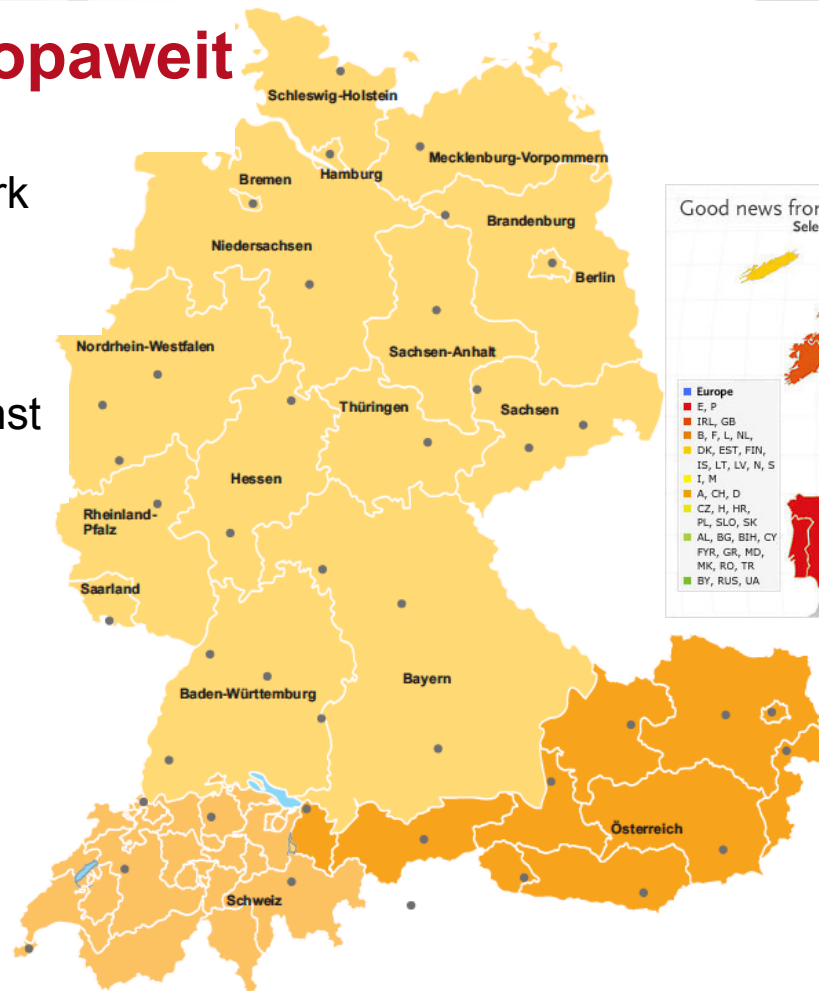 opaweit
rk
nst
Schleswig-Holstein
Mecklenburg-Vorpommern
Hamburg
Bremen
Brandenburg
Niedersachsen
Berlin
Nordrhein-Westfalen
Sachsen-Anhalt
Thüringen
Sachsen
Hessen
Rheinland-
Pfalz
Saarland
Baden-Württemburg
Bayern
Österreich
Schweiz
Good news fror
Sele
Europe
E, P
IRL, GB
B, F, L, NL,
DK, EST, FIN,
IS, LT, LV, N, S
I, M
A, CH, D
CZ, H, HR,
PL, SLO, SK
AL, BG, BIH, CY
FYR, GR, MD,
MK, RO, TR
BY, RUS, UA